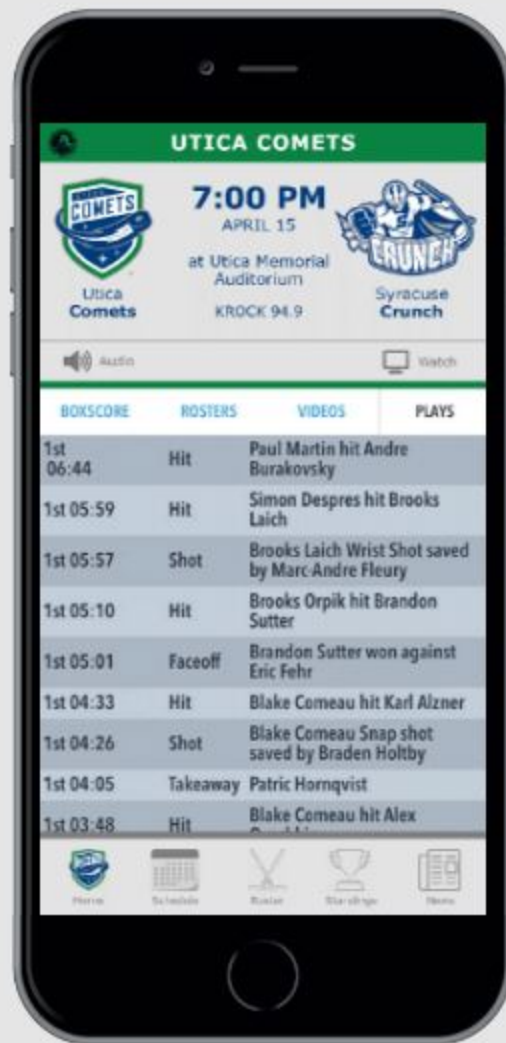 UTICA COMETS
COMETS
7:00 PM
APRIL 15
at Utica Memorial
Auditorium
KROCK 94.9
Utica
Comets
CRUNCH
Syracuse
Crunch
Audio
Watch
BOXSCORE ROSTERS VIDEOS PLAYS
1st
06:44
Hit
Paul Martin hit Andre
Burakovsky
1st 05:59 Hit Simon Despres hit Brooks
Laich
1st 05:57 Shot Brooks Laich Wrist Shot saved
by Marc-Andre Fleury
1st 05:10 Hit Brooks Orpik hit Brandon
Sutter
1st 05:01 Faceoff Brandon Sutter won against
Eric Fehr
1st 04:33 Hit Blake Comeau hit Karl Alzner
1st 04:26 Shot Blake Comeau Snap shot
saved by Braden Holtby
1st 04:05 Takeaway Patric Hornqvist
1st 03:48 Hit Blake Comeau hit Alex
Home Schedule Roster Standings News